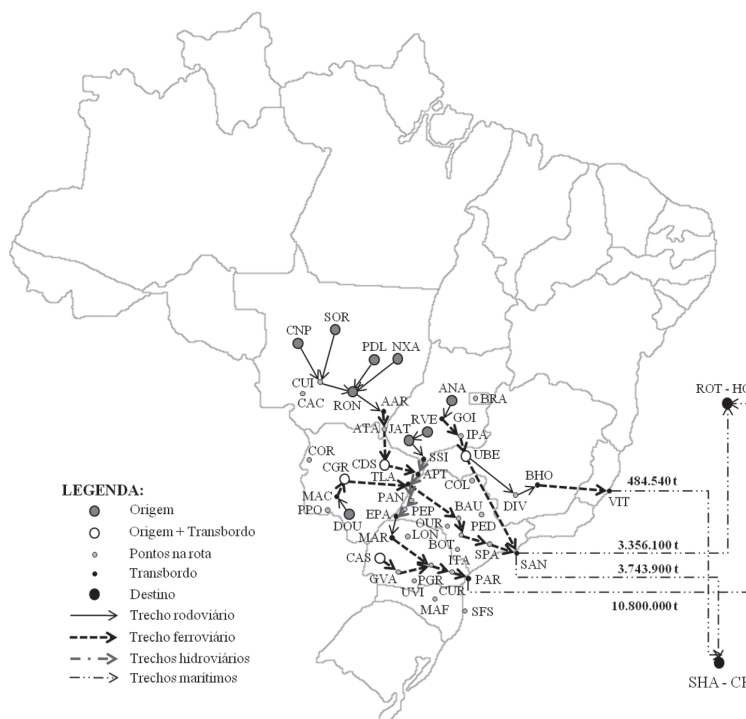 SOR
CNP
PDL NXA
CUI
CAC
RON
AAR
ANA
BRA
ROT - HO
RVE
GOI
ATA JAT
IPA
COR
SSI
UBE
CGR
CDS
TLA
APT
COL
BHO
484.540 t
LEGENDA:
MAC
PAN
DIV
VIT
Origem
PPO
EPA
PEP
BAU
OUR
PED
Origem + Transbordo
DOU
MAR
LON
BOT
SPA
3.356.100 t
Pontos na rota
CAS
ITA
SAN
3.743.900 t
Transbordo
GVA
PGR
PAR
Destino
UVI
CUR
10.800.000 t
Trecho rodoviário
MAF
SFS
Trecho ferroviário
Trechos hidroviários
Trechos marítimos
SHA - CH